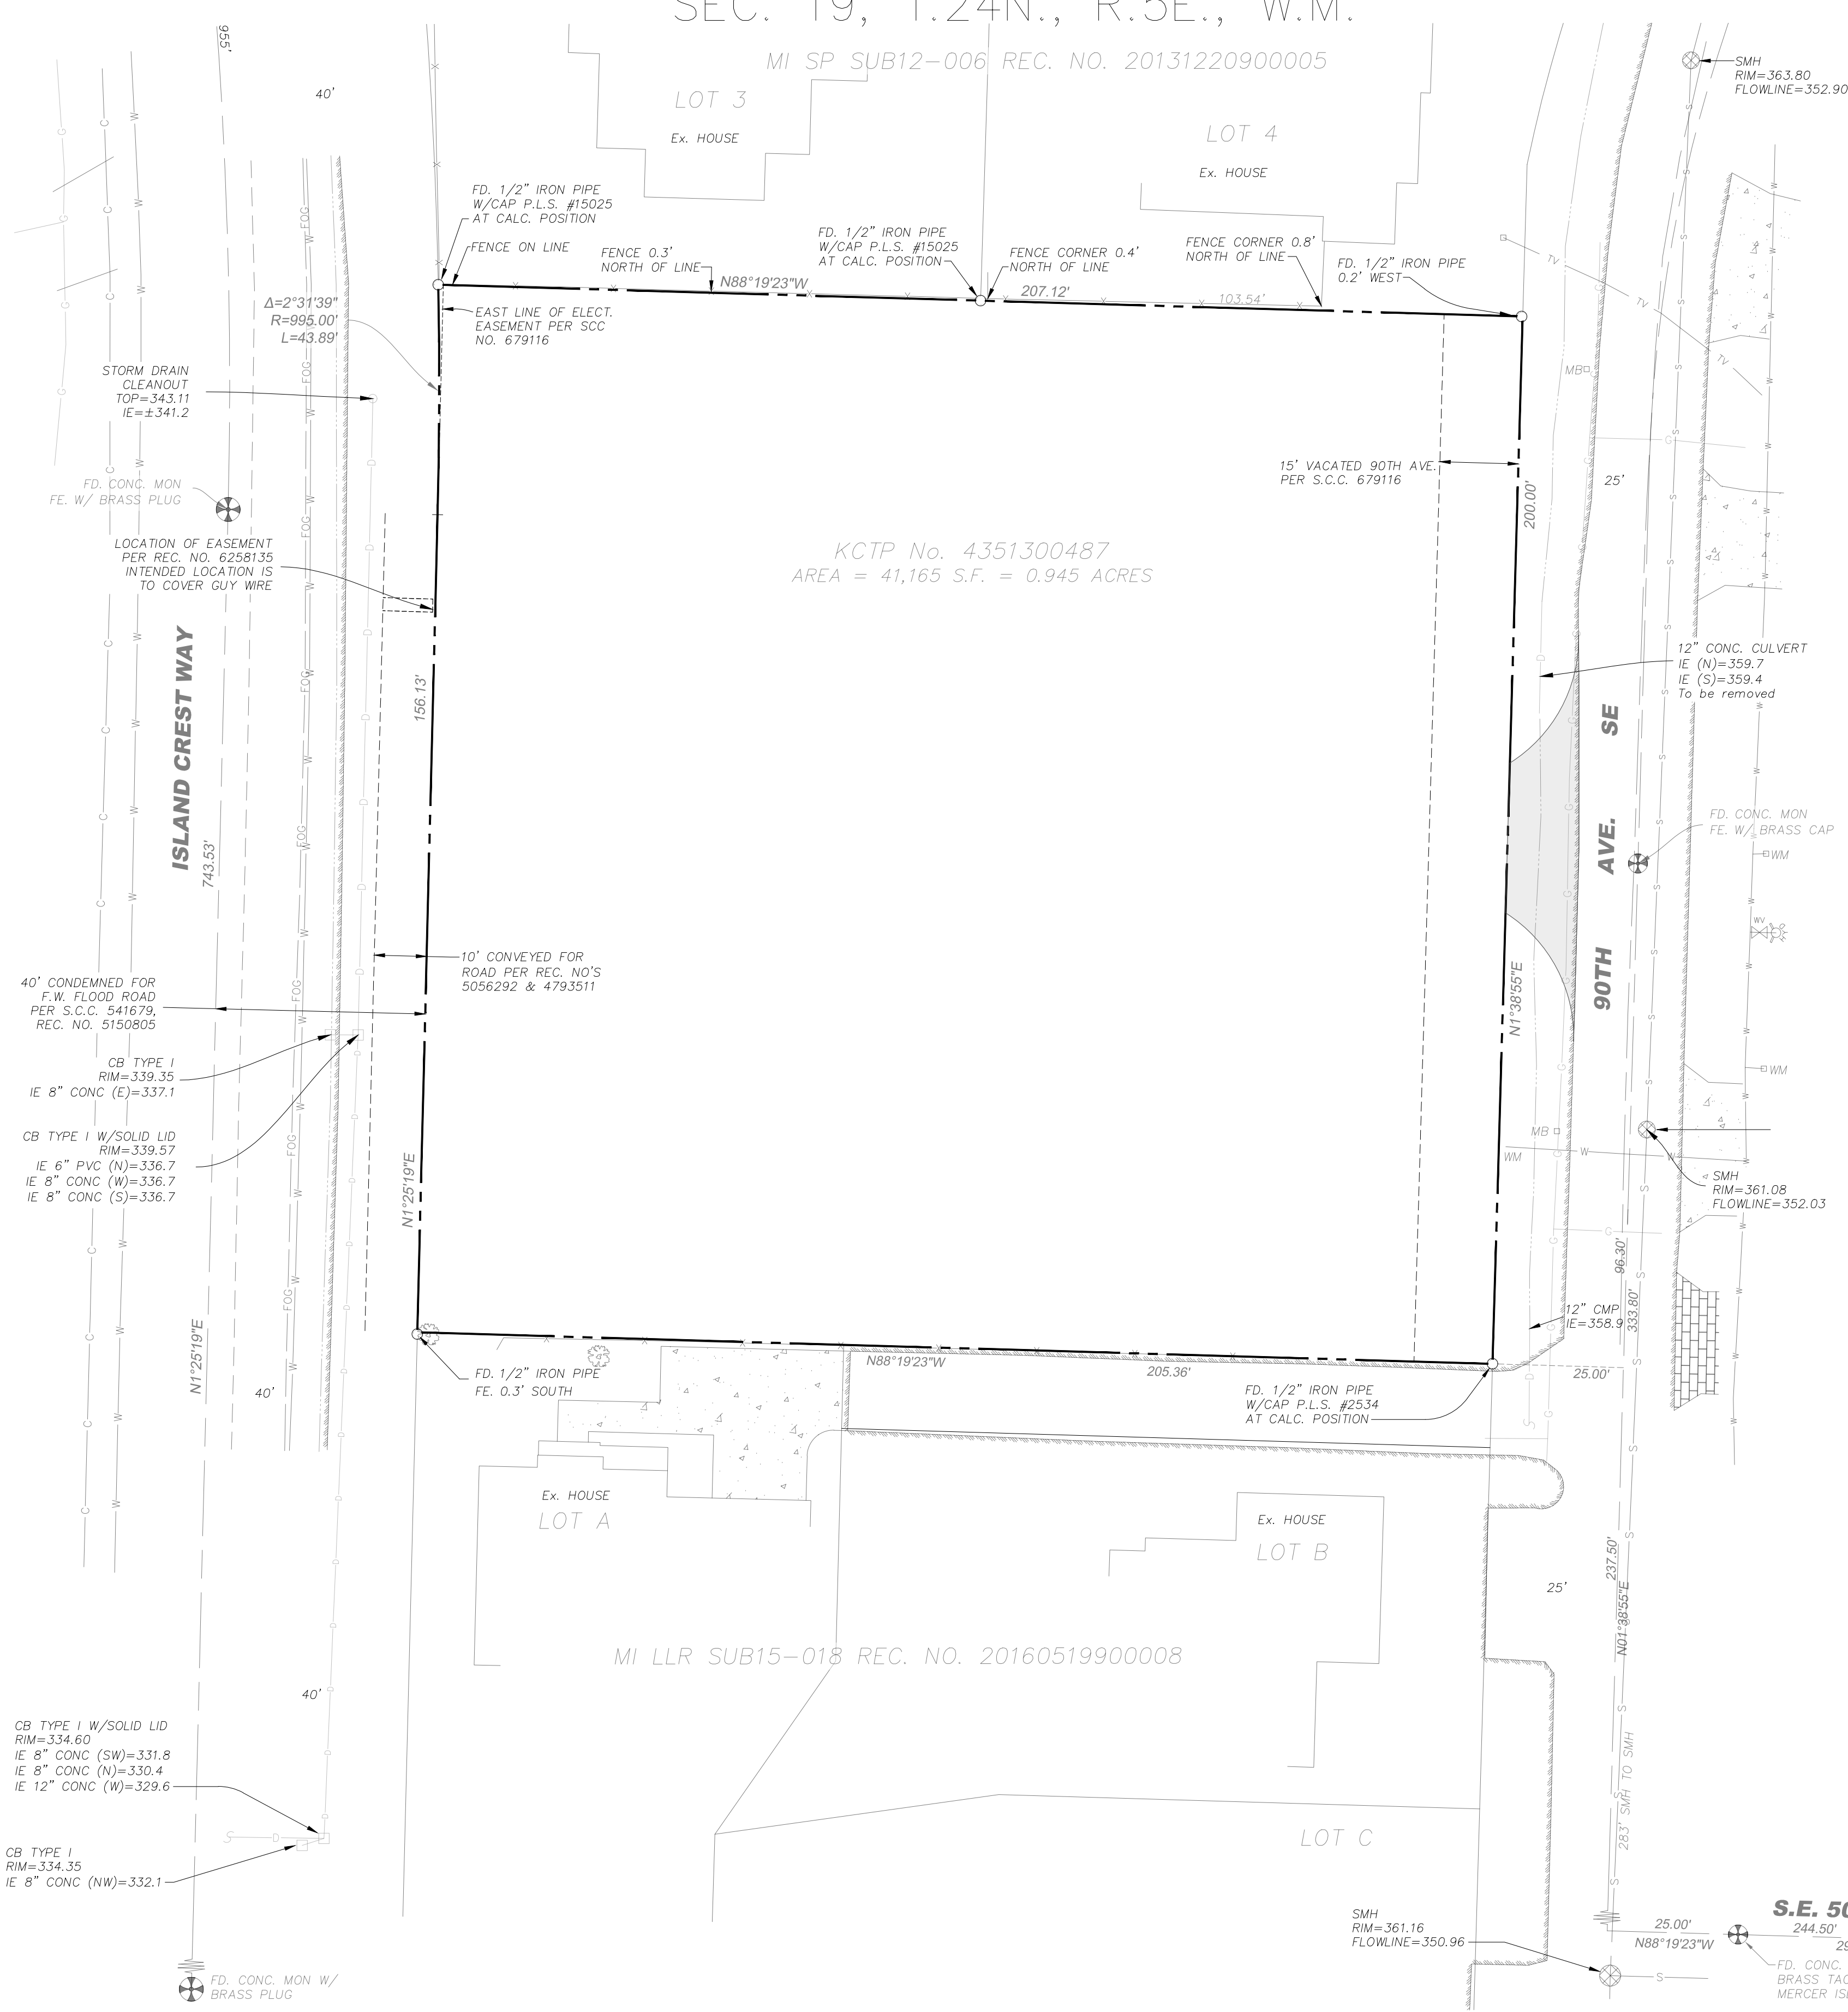 SEC. 19, T.24N., R.5E., W.M.
MI SP SUB12-006 REC. NO. 20131220900005
955'
40'
LOT 3
Ex. HOUSE
LOT 4
Ex. HOUSE
SMH
RIM=363.80
FLOWLINE=352.90
FD. 1/2" IRON PIPE
W/CAP P.L.S. #15025
AT CALC. POSITION
FENCE ON LINE
FENCE 0.3'
NORTH OF LINE
N88°19'23"W
FD. 1/2" IRON PIPE
W/CAP P.L.S. #15025
AT CALC. POSITION
FENCE CORNER 0.4'
NORTH OF LINE
207.12'
FENCE CORNER 0.8'
NORTH OF LINE
103.54'
FD. 1/2" IRON PIPE
0.2' WEST
Δ=2°31'39"
R=995.00'
L=43.89'
EAST LINE OF ELECT.
EASEMENT PER SCC
NO. 679116
STORM DRAIN
CLEANOUT
TOP=343.11
IE=±341.2
MB
FD. CONC. MON
FE. W/ BRASS PLUG
15' VACATED 90TH AVE.
PER S.C.C. 679116
200.00'
25'
LOCATION OF EASEMENT
PER REC. NO. 6258135
INTENDED LOCATION IS
TO COVER GUY WIRE
KCTP No. 4351300487
AREA = 41,165 S.F. = 0.945 ACRES
ISLAND CREST WAY
743.53'
156.13'
12" CONC. CULVERT
IE (N)=359.7
IE (S)=359.4
To be removed
90TH AVE. SE
FD. CONC. MON
FE. W/ BRASS CAP
WM
WV
10' CONVEYED FOR
ROAD PER REC. NO'S
5056292 & 4793511
40' CONDEMNED FOR
F.W. FLOOD ROAD
PER S.C.C. 541679,
REC. NO. 5150805
N1°38'55"E
CB TYPE I
RIM=339.35
IE 8" CONC (E)=337.1
WM
CB TYPE I W/SOLID LID
RIM=339.57
IE 6" PVC (N)=336.7
IE 8" CONC (W)=336.7
IE 8" CONC (S)=336.7
N1°25'19"E
MB
WM
SMH
RIM=361.08
FLOWLINE=352.03
96.30'
333.80'
12" CMP
IE=358.9
N1°25'19"E
40'
FD. 1/2" IRON PIPE
FE. 0.3' SOUTH
N88°19'23"W
205.36'
FD. 1/2" IRON PIPE
W/CAP P.L.S. #2534
AT CALC. POSITION
25.00'
Ex. HOUSE
LOT A
Ex. HOUSE
LOT B
25'
237.50'
N01°38'55"E
MI LLR SUB15-018 REC. NO. 20160519900008
40'
CB TYPE I W/SOLID LID
RIM=334.60
IE 8" CONC (SW)=331.8
IE 8" CONC (N)=330.4
IE 12" CONC (W)=329.6
283' SMH TO SMH
LOT C
CB TYPE I
RIM=334.35
IE 8" CONC (NW)=332.1
SMH
RIM=361.16
FLOWLINE=350.96
S.E. 50
25.00'
244.50'
N88°19'23"W
FD. CONC. MON W/
BRASS PLUG
FD. CONC.
BRASS TAC
MERCER IS